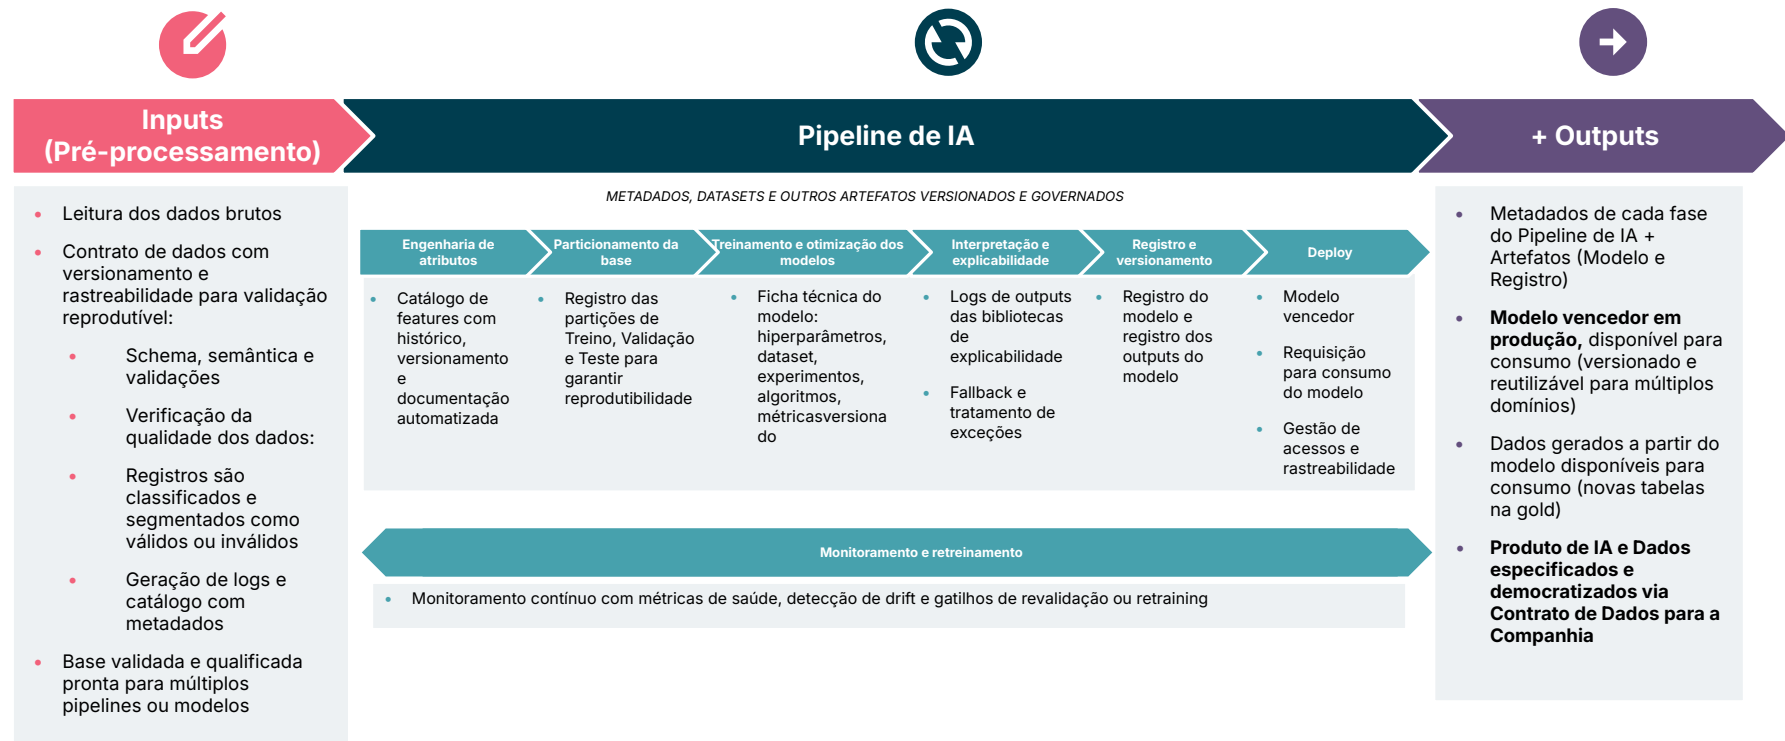 Inputs
(Pré-processamento)
Pipeline de IA
+ Outputs
Leitura dos dados brutos
Contrato de dados com
versionamento e
rastreabilidade para validação
reprodutível:
Schema, semântica e
validações
Verificação da
qualidade dos dados:
Registros são
classificados e
segmentados como
válidos ou inválidos
Geração de logs e
catálogo com
metadados
Base validada e qualificada
pronta para múltiplos
pipelines ou modelos
METADADOS, DATASETS E OUTROS ARTEFATOS VERSIONADOS E GOVERNADOS
Engenharia de
atributos
Catálogo de
features com
histórico,
versionamento
e
documentação
automatizada
Particionamento da
base
Registro das
partições de
Treino, Validação
e Teste para
garantir
reprodutibilidade
Treinamento e otimização dos
modelos
Ficha técnica do
modelo:
hiperparâmetros,
dataset,
experimentos,
algoritmos,
métricasversiona
do
Interpretação e
explicabilidade
Logs de outputs
das bibliotecas
de
explicabilidade
Fallback e
tratamento de
exceções
Registro e
versionamento
Registro do
modelo e
registro dos
outputs do
modelo
Deploy
Modelo
vencedor
Requisição
para consumo
do modelo
Gestão de
acessos e
rastreabilidade
Monitoramento e retreinamento
Monitoramento contínuo com métricas de saúde, detecção de drift e gatilhos de revalidação ou retraining
Metadados de cada fase
do Pipeline de IA +
Artefatos (Modelo e
Registro)
Modelo vencedor em
produção, disponível para
consumo (versionado e
reutilizável para múltiplos
domínios)
Dados gerados a partir do
modelo disponíveis para
consumo (novas tabelas
na gold)
Produto de IA e Dados
especificados e
democratizados via
Contrato de Dados para a
Companhia